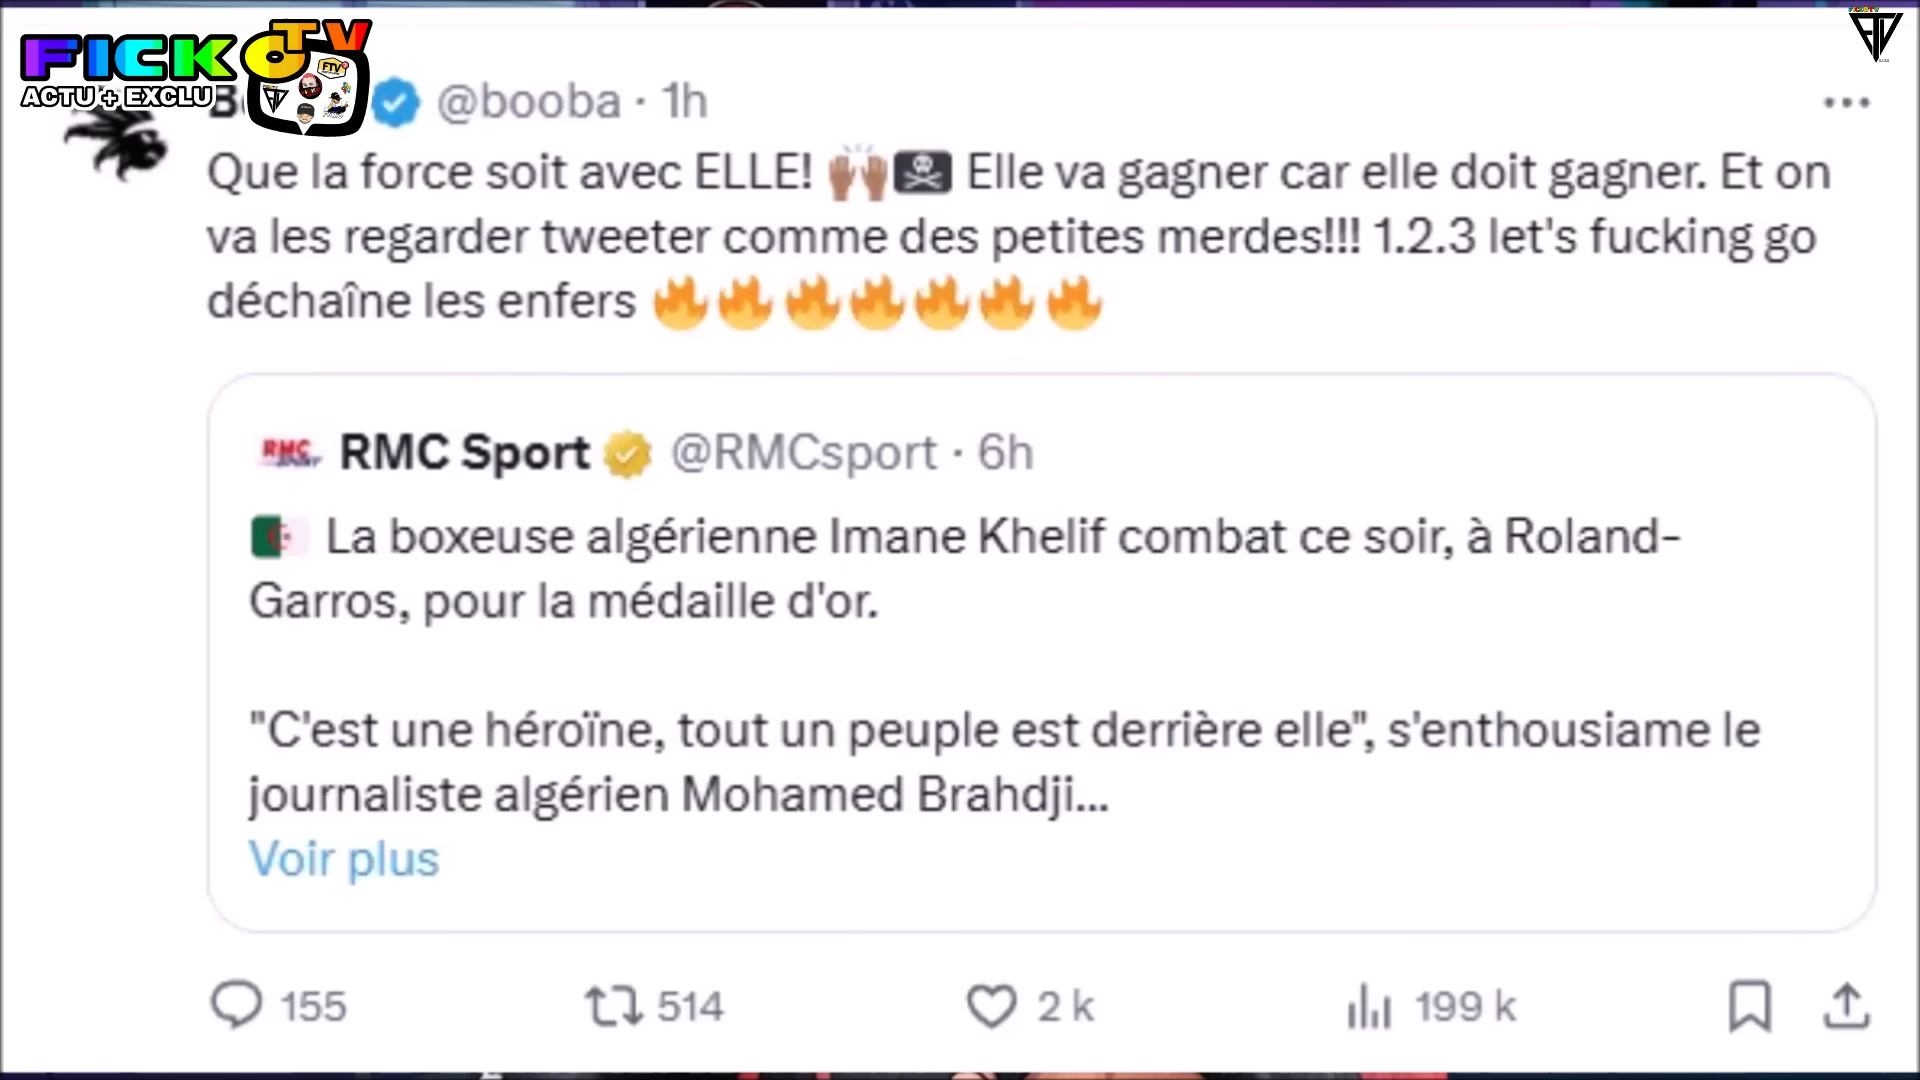 FICKO TV
ACTU + EXCLU
FTV
@booba · 1h
Que la force soit avec ELLE! 🙌🏽🏴‍☠️ Elle va gagner car elle doit gagner. Et on
va les regarder tweeter comme des petites merdes!!! 1.2.3 let's fucking go
déchaîne les enfers 🔥🔥🔥🔥🔥🔥🔥
RMC Sport @RMCsport · 6h
🇩🇿 La boxeuse algérienne Imane Khelif combat ce soir, à Roland-
Garros, pour la médaille d'or.
"C'est une héroïne, tout un peuple est derrière elle", s'enthousiame le
journaliste algérien Mohamed Brahdji...
Voir plus
155 514 2 k 199 k